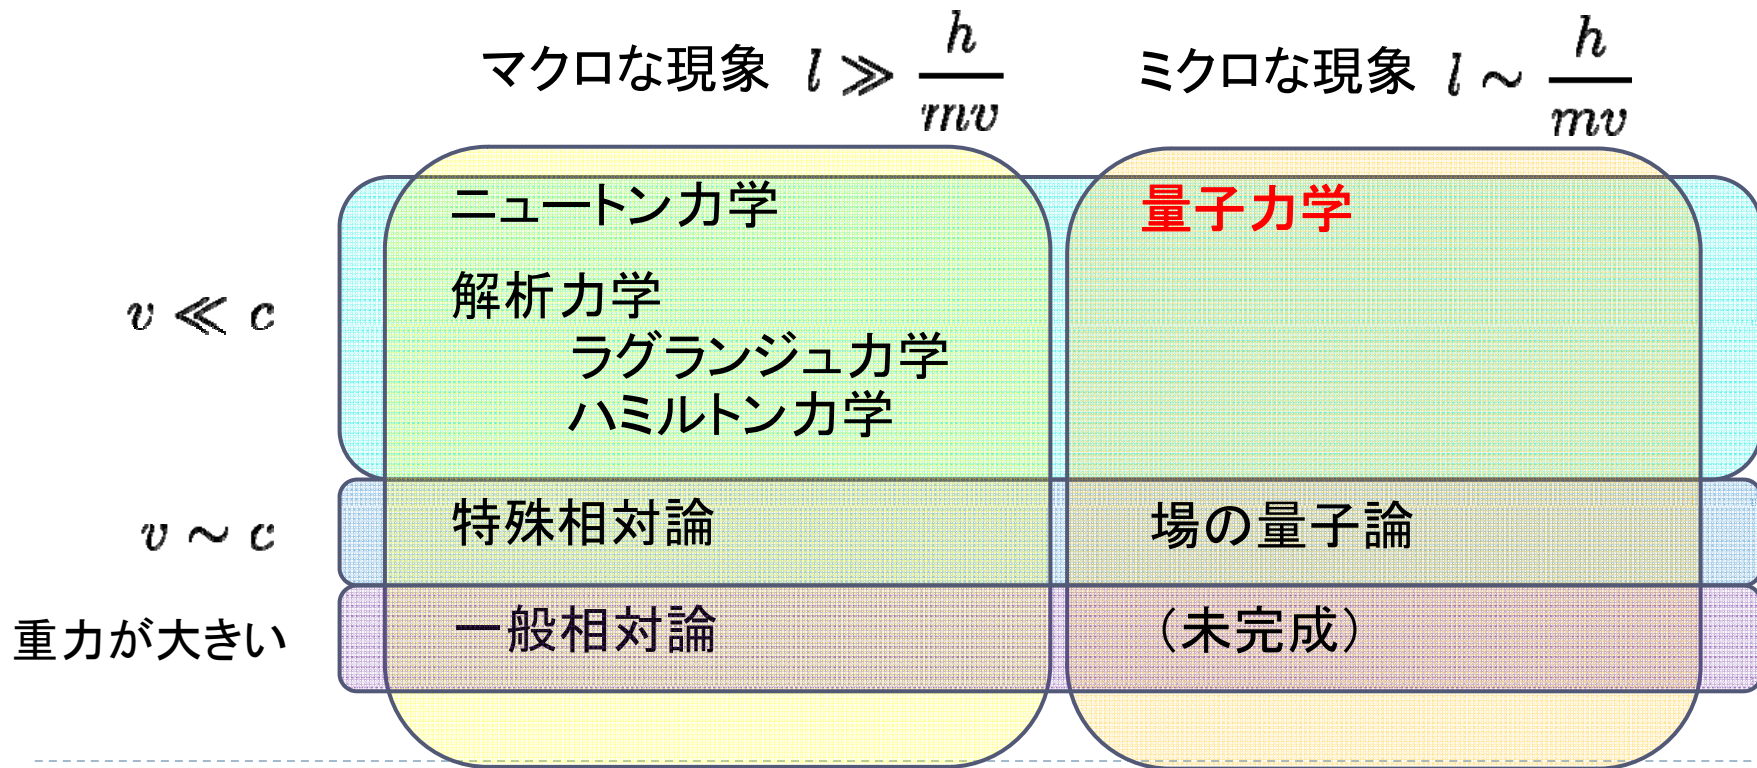 マクロな現象 l ≫ h/mv
ミクロな現象 l ~ h/mv
v ≪ c
ニュートン力学
解析力学
ラグランジュ力学
ハミルトン力学
量子力学
v ~ c
特殊相対論
場の量子論
重力が大きい
一般相対論
（未完成）